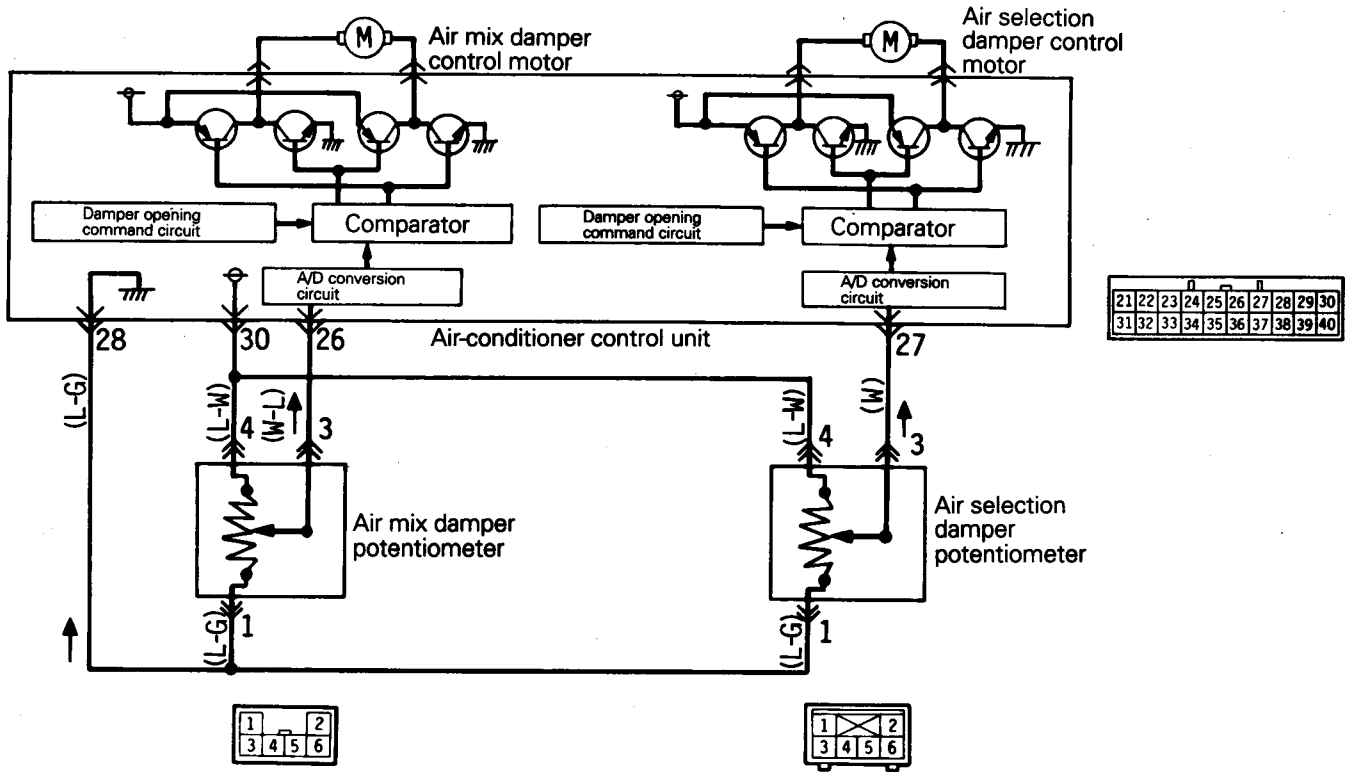 M
Air mix damper
control motor
M
Air selection
damper control
motor
Damper opening
command circuit
Comparator
A/D conversion
circuit
Damper opening
command circuit
Comparator
A/D conversion
circuit
28
30
26
Air-conditioner control unit
27
21 22 23 24 25 26 27 28 29 30
31 32 33 34 35 36 37 38 39 40
(L-G)
(L-W)
(W-L)
(L-W)
(W)
4
3
4
3
Air mix damper
potentiometer
Air selection
damper
potentiometer
(L-G)
1
(L-G)
1
1 2
3 4 5 6
1 2
3 4 5 6